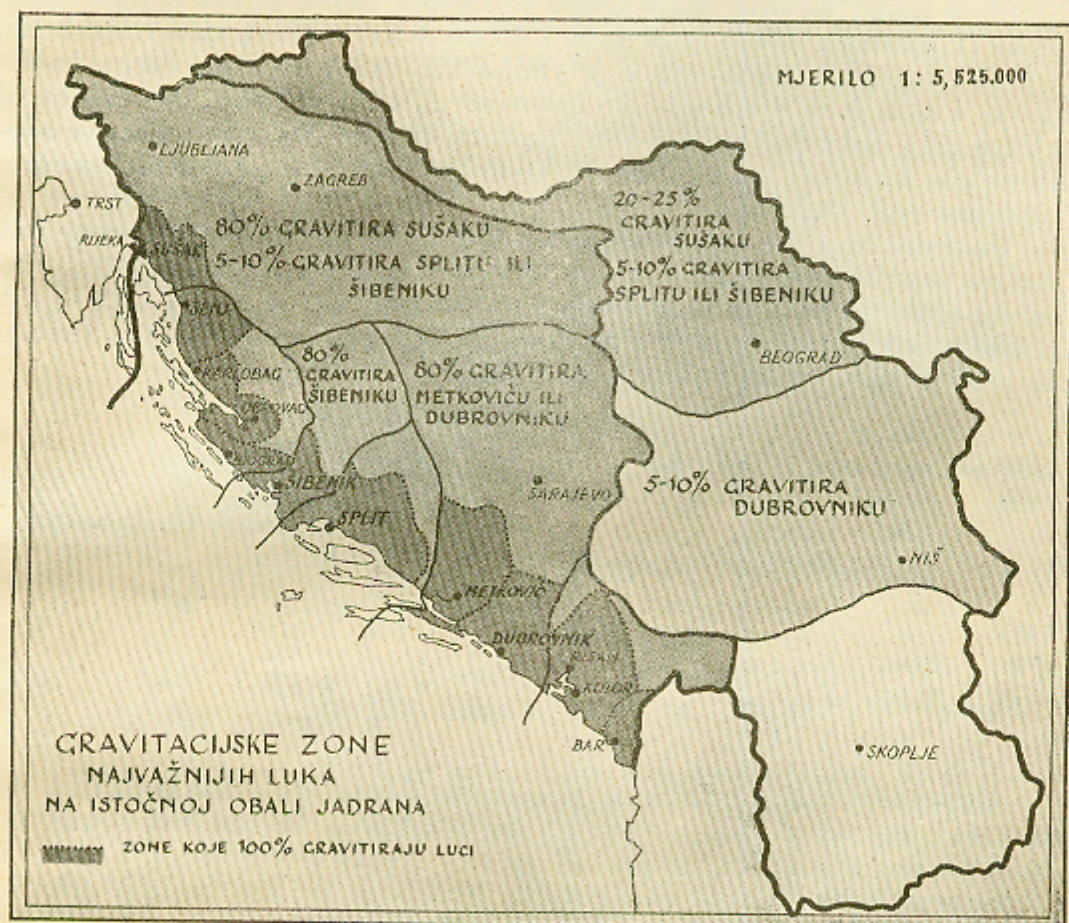 MJERILO 1: 5,525.000
LJUBLJANA
ZAGREB
TRST
RIJEKA
SUŠAK
80% GRAVITIRA SUŠAKU
5-10% GRAVITIRA SPLITU ILI
ŠIBENIKU
20-25%
GRAVITIRA
SUŠAKU
5-10% GRAVITIRA
SPLITU ILI ŠIBENIKU
BEOGRAD
SENJ
KARLOBAG
80%
GRAVITIRA
ŠIBENIKU
80% GRAVITIRA
METKOVIĆU ILI
DUBROVNIKU
ŠIBENIK
SPLIT
SARAJEVO
5-10% GRAVITIRA
DUBROVNIKU
NIŠ
METKOVIĆ
DUBROVNIK
RISAN
KOTOR
BAR
SKOPLJE
GRAVITACIJSKE ZONE
NAJVAŽNIJIH LUKA
NA ISTOČNOJ OBALI JADRANA
ZONE KOJE 100% GRAVITIRAJU LUCI